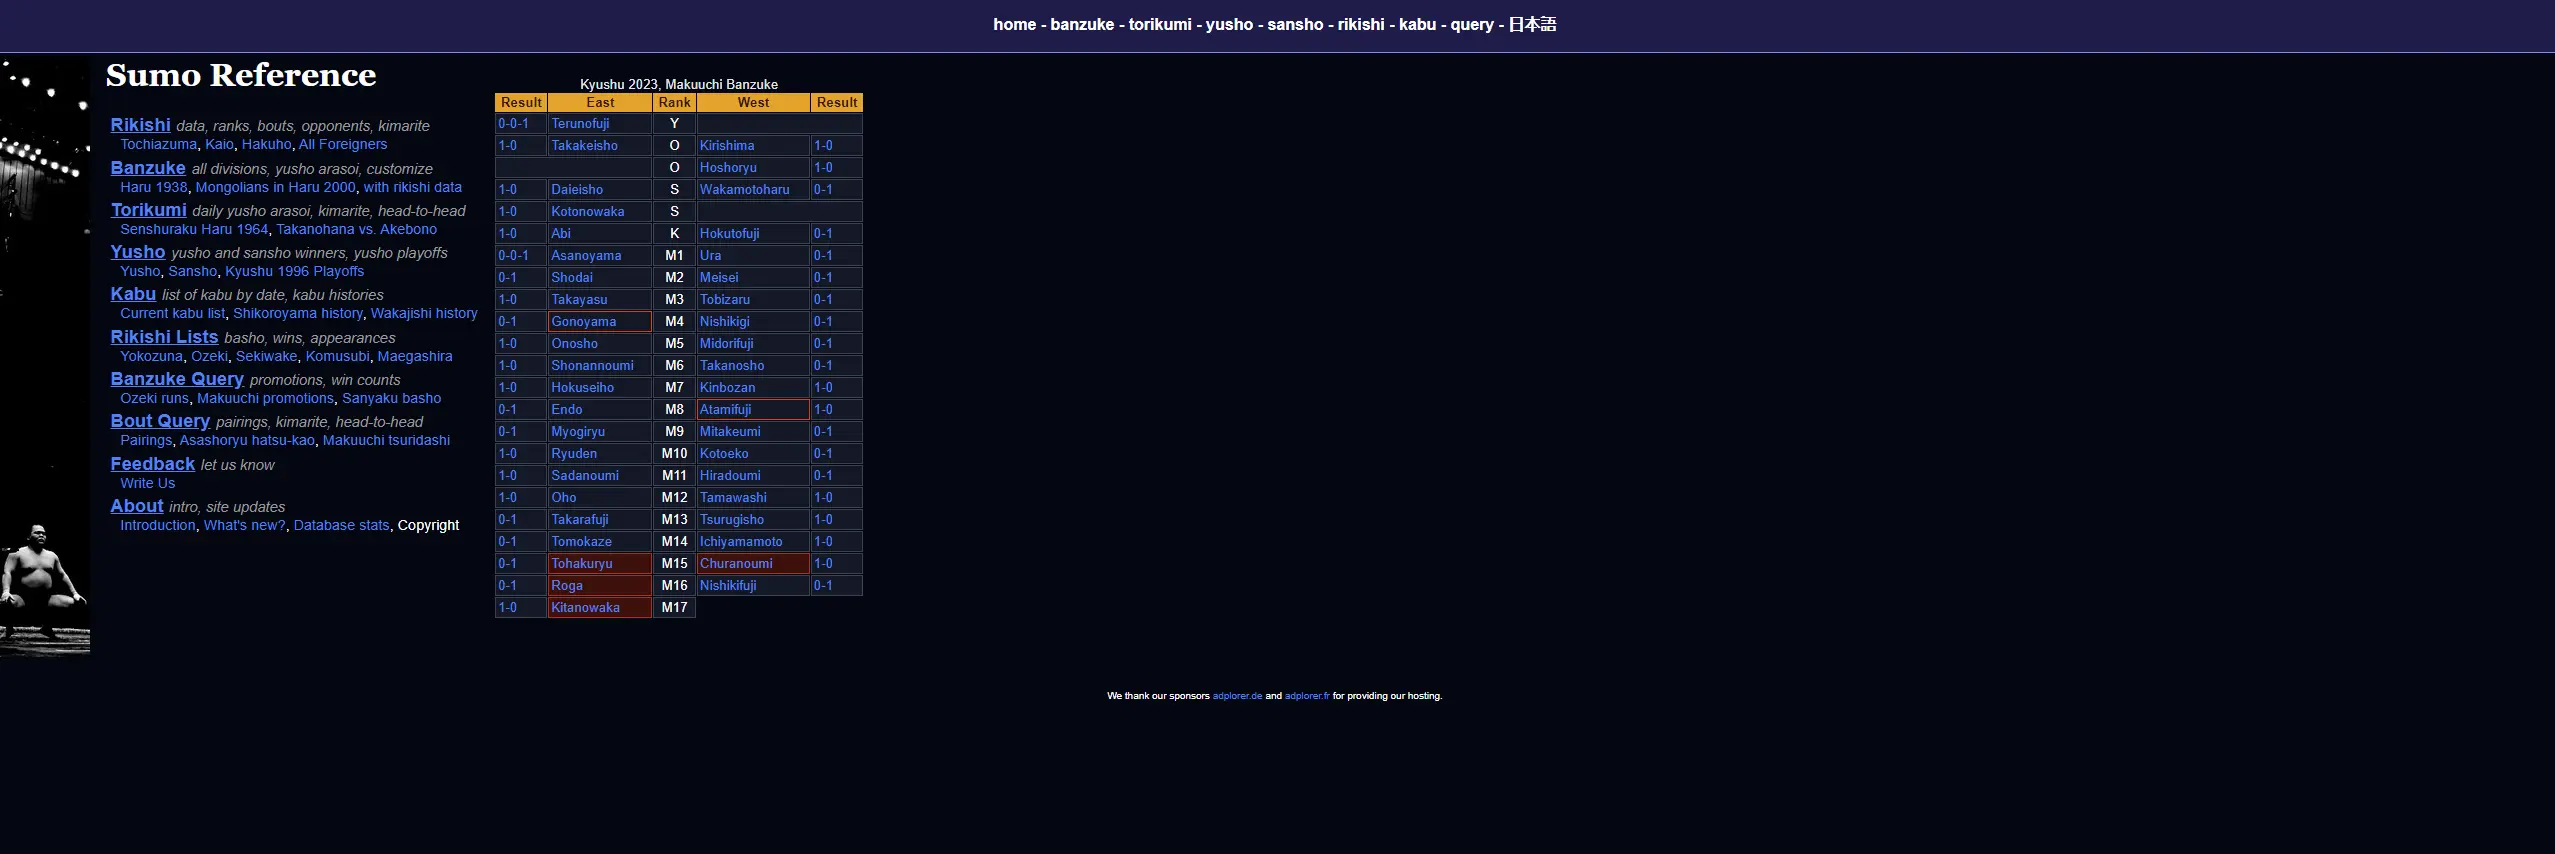 home - banzuke - torikumi - yusho - sansho - rikishi - kabu - query - 日本語
Sumo Reference
Rikishi data, ranks, bouts, opponents, kimarite
Tochiazuma, Kaio, Hakuho, All Foreigners
Banzuke all divisions, yusho arasoi, customize
Haru 1938, Mongolians in Haru 2000, with rikishi data
Torikumi daily yusho arasoi, kimarite, head-to-head
Senshuraku Haru 1964, Takanohana vs. Akebono
Yusho yusho and sansho winners, yusho playoffs
Yusho, Sansho, Kyushu 1996 Playoffs
Kabu list of kabu by date, kabu histories
Current kabu list, Shikoroyama history, Wakajishi history
Rikishi Lists basho, wins, appearances
Yokozuna, Ozeki, Sekiwake, Komusubi, Maegashira
Banzuke Query promotions, win counts
Ozeki runs, Makuuchi promotions, Sanyaku basho
Bout Query pairings, kimarite, head-to-head
Pairings, Asashoryu hatsu-kao, Makuuchi tsuridashi
Feedback let us know
Write Us
About intro, site updates
Introduction, What's new?, Database stats, Copyright
Kyushu 2023, Makuuchi Banzuke
Result East Rank West Result
0-0-1 Terunofuji Y
1-0 Takakeisho O Kirishima 1-0
O Hoshoryu 1-0
1-0 Daieisho S Wakamotoharu 0-1
1-0 Kotonowaka S
1-0 Abi K Hokutofuji 0-1
0-0-1 Asanoyama M1 Ura 0-1
0-1 Shodai M2 Meisei 0-1
1-0 Takayasu M3 Tobizaru 0-1
0-1 Gonoyama M4 Nishikigi 0-1
1-0 Onosho M5 Midorifuji 0-1
1-0 Shonannoumi M6 Takanosho 0-1
1-0 Hokuseiho M7 Kinbozan 1-0
0-1 Endo M8 Atamifuji 1-0
0-1 Myogiryu M9 Mitakeumi 0-1
1-0 Ryuden M10 Kotoeko 0-1
1-0 Sadanoumi M11 Hiradoumi 0-1
1-0 Oho M12 Tamawashi 1-0
0-1 Takarafuji M13 Tsurugisho 1-0
0-1 Tomokaze M14 Ichiyamamoto 1-0
0-1 Tohakuryu M15 Churanoumi 1-0
0-1 Roga M16 Nishikifuji 0-1
1-0 Kitanowaka M17
We thank our sponsors adplorer.de and adplorer.fr for providing our hosting.